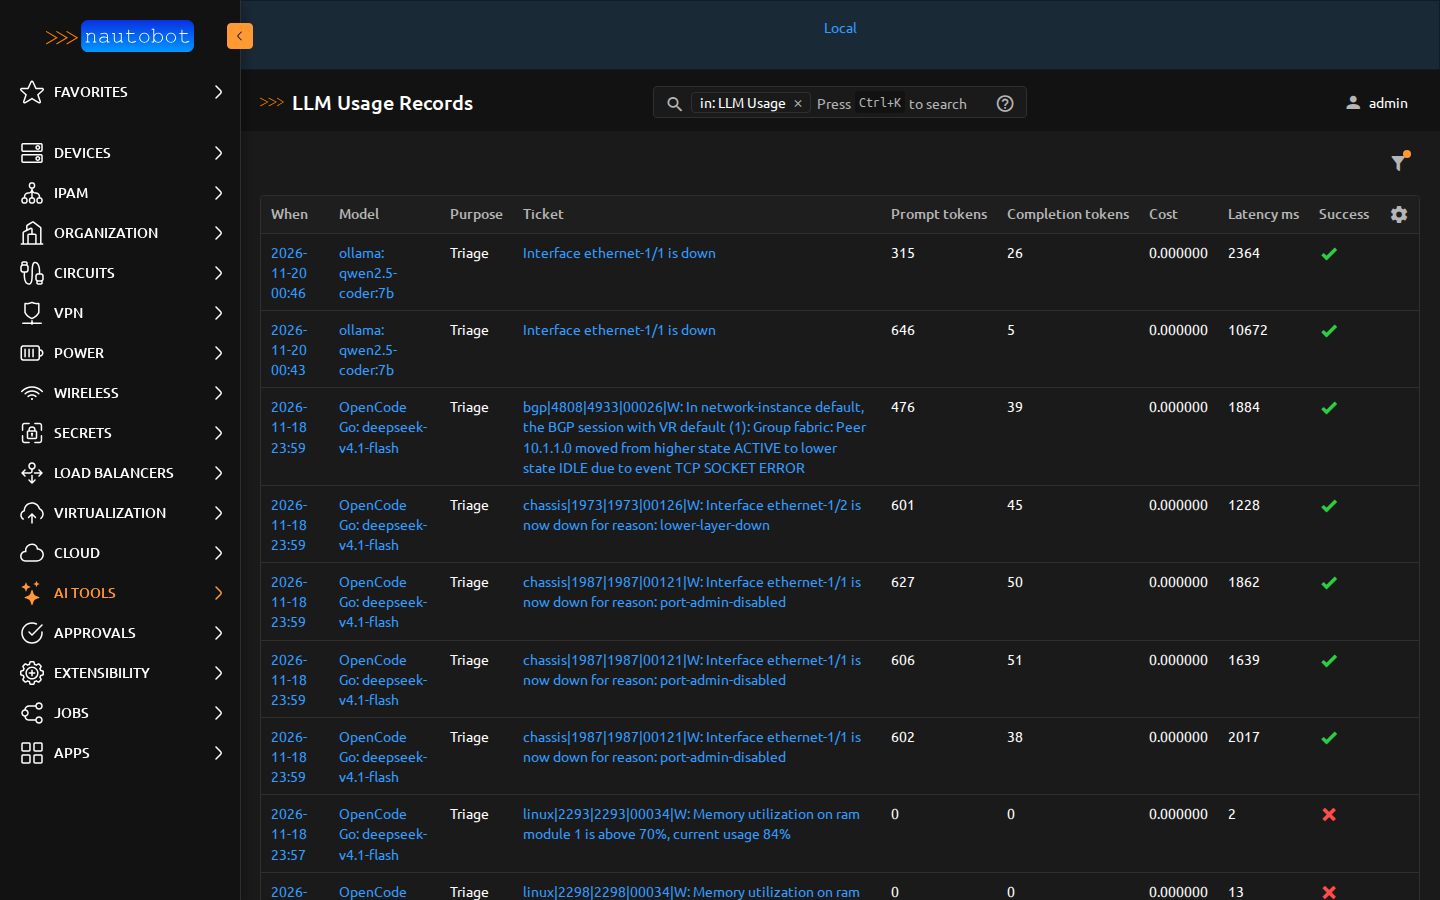 >>> nautobot
Local
FAVORITES
>>> LLM Usage Records
in: LLM Usage × Press Ctrl+K to search
admin
DEVICES
IPAM
ORGANIZATION
CIRCUITS
VPN
POWER
WIRELESS
SECRETS
LOAD BALANCERS
VIRTUALIZATION
CLOUD
AI TOOLS
APPROVALS
EXTENSIBILITY
JOBS
APPS
When Model Purpose Ticket Prompt tokens Completion tokens Cost Latency ms Success
2026-
11-20
00:46
ollama:
qwen2.5-
coder:7b
Triage
Interface ethernet-1/1 is down
315
26
0.000000
2364
2026-
11-20
00:43
ollama:
qwen2.5-
coder:7b
Triage
Interface ethernet-1/1 is down
646
5
0.000000
10672
2026-
11-18
23:59
OpenCode
Go: deepseek-
v4.1-flash
Triage
bgp|4808|4933|00026|W: In network-instance default,
the BGP session with VR default (1): Group fabric: Peer
10.1.1.0 moved from higher state ACTIVE to lower
state IDLE due to event TCP SOCKET ERROR
476
39
0.000000
1884
2026-
11-18
23:59
OpenCode
Go: deepseek-
v4.1-flash
Triage
chassis|1973|1973|00126|W: Interface ethernet-1/2 is
now down for reason: lower-layer-down
601
45
0.000000
1228
2026-
11-18
23:59
OpenCode
Go: deepseek-
v4.1-flash
Triage
chassis|1987|1987|00121|W: Interface ethernet-1/1 is
now down for reason: port-admin-disabled
627
50
0.000000
1862
2026-
11-18
23:59
OpenCode
Go: deepseek-
v4.1-flash
Triage
chassis|1987|1987|00121|W: Interface ethernet-1/1 is
now down for reason: port-admin-disabled
606
51
0.000000
1639
2026-
11-18
23:59
OpenCode
Go: deepseek-
v4.1-flash
Triage
chassis|1987|1987|00121|W: Interface ethernet-1/1 is
now down for reason: port-admin-disabled
602
38
0.000000
2017
2026-
11-18
23:57
OpenCode
Go: deepseek-
v4.1-flash
Triage
linux|2293|2293|00034|W: Memory utilization on ram
module 1 is above 70%, current usage 84%
0
0
0.000000
2
2026-
OpenCode
Triage
linux|2298|2298|00034|W: Memory utilization on ram
0
0
0.000000
13